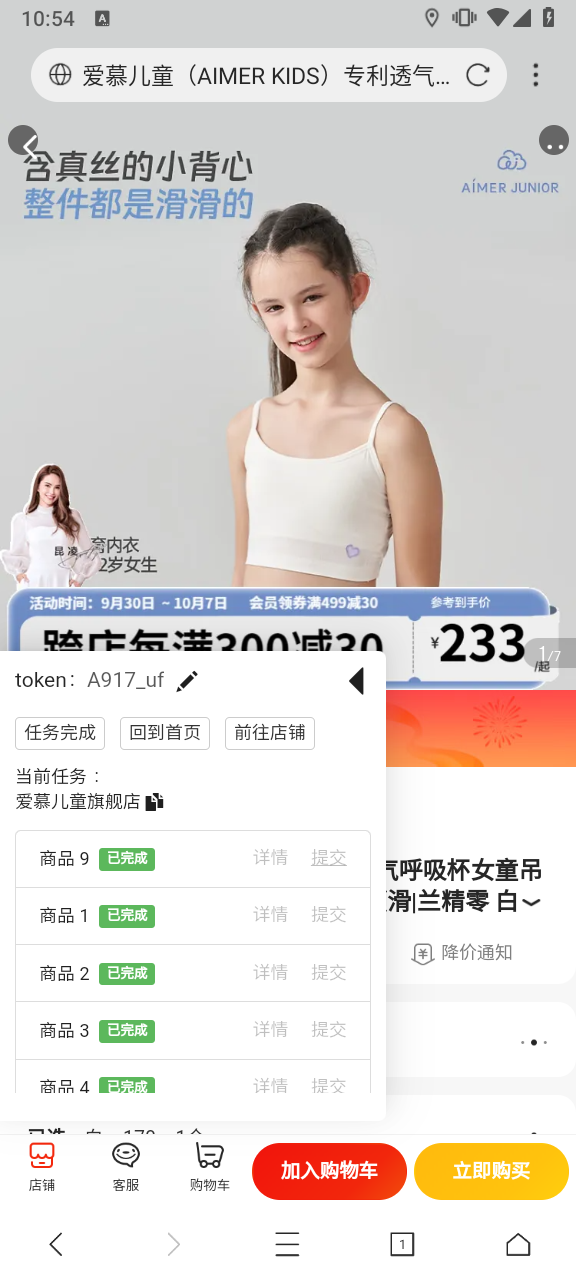 10:54
爱慕儿童（AIMER KIDS）专利透气...
含真丝的小背心
整件都是滑滑的
AÍMER JUNIOR
昆凌
育内衣
2岁女生
活动时间：9月30日 ~ 10月7日 会员领券满499减30 参考到手价
跨店每满300减30 ¥233
/起
1/7
token： A917_uf
任务完成 回到首页 前往店铺
当前任务：
爱慕儿童旗舰店
商品 9 已完成 详情 提交
气呼吸杯女童吊
滑|兰精零 白
商品 1 已完成 详情 提交
降价通知
商品 2 已完成 详情 提交
商品 3 已完成 详情 提交
商品 4 已完成 详情 提交
已选 白 170 1个
店铺 客服 购物车 加入购物车 立即购买
1